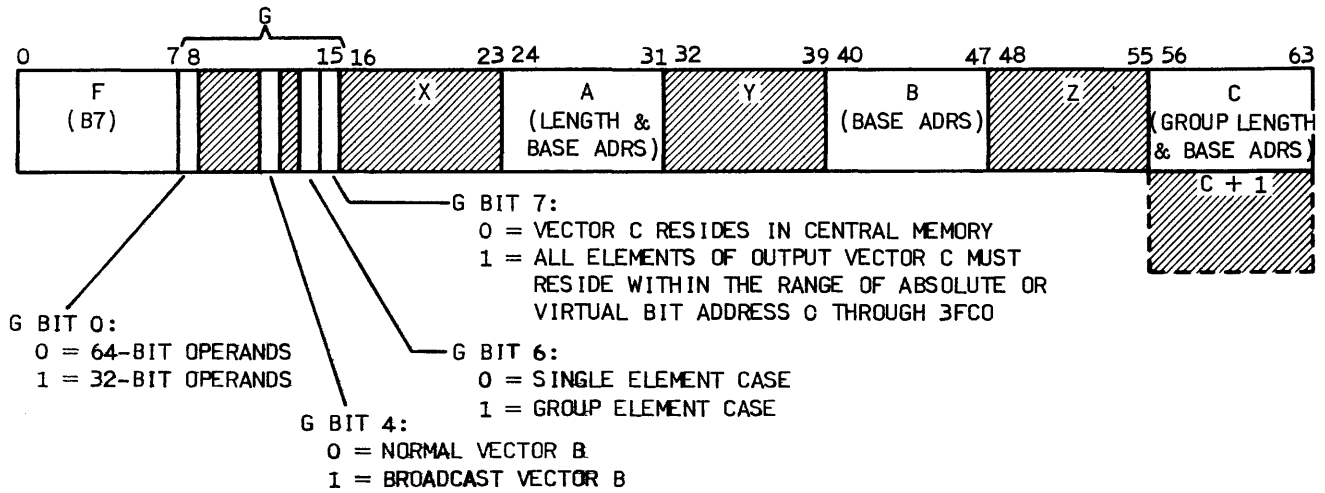 G
0 7 8 15 16 23 24 31 32 39 40 47 48 55 56 63
F X A Y B Z C
(B7) (LENGTH & (BASE ADRS) (GROUP LENGTH
BASE ADRS) & BASE ADRS)
C + 1
G BIT 7:
0 = VECTOR C RESIDES IN CENTRAL MEMORY
1 = ALL ELEMENTS OF OUTPUT VECTOR C MUST
RESIDE WITHIN THE RANGE OF ABSOLUTE OR
VIRTUAL BIT ADDRESS 0 THROUGH 3FC0
G BIT 0:
0 = 64-BIT OPERANDS
1 = 32-BIT OPERANDS
G BIT 6:
0 = SINGLE ELEMENT CASE
1 = GROUP ELEMENT CASE
G BIT 4:
0 = NORMAL VECTOR B
1 = BROADCAST VECTOR B